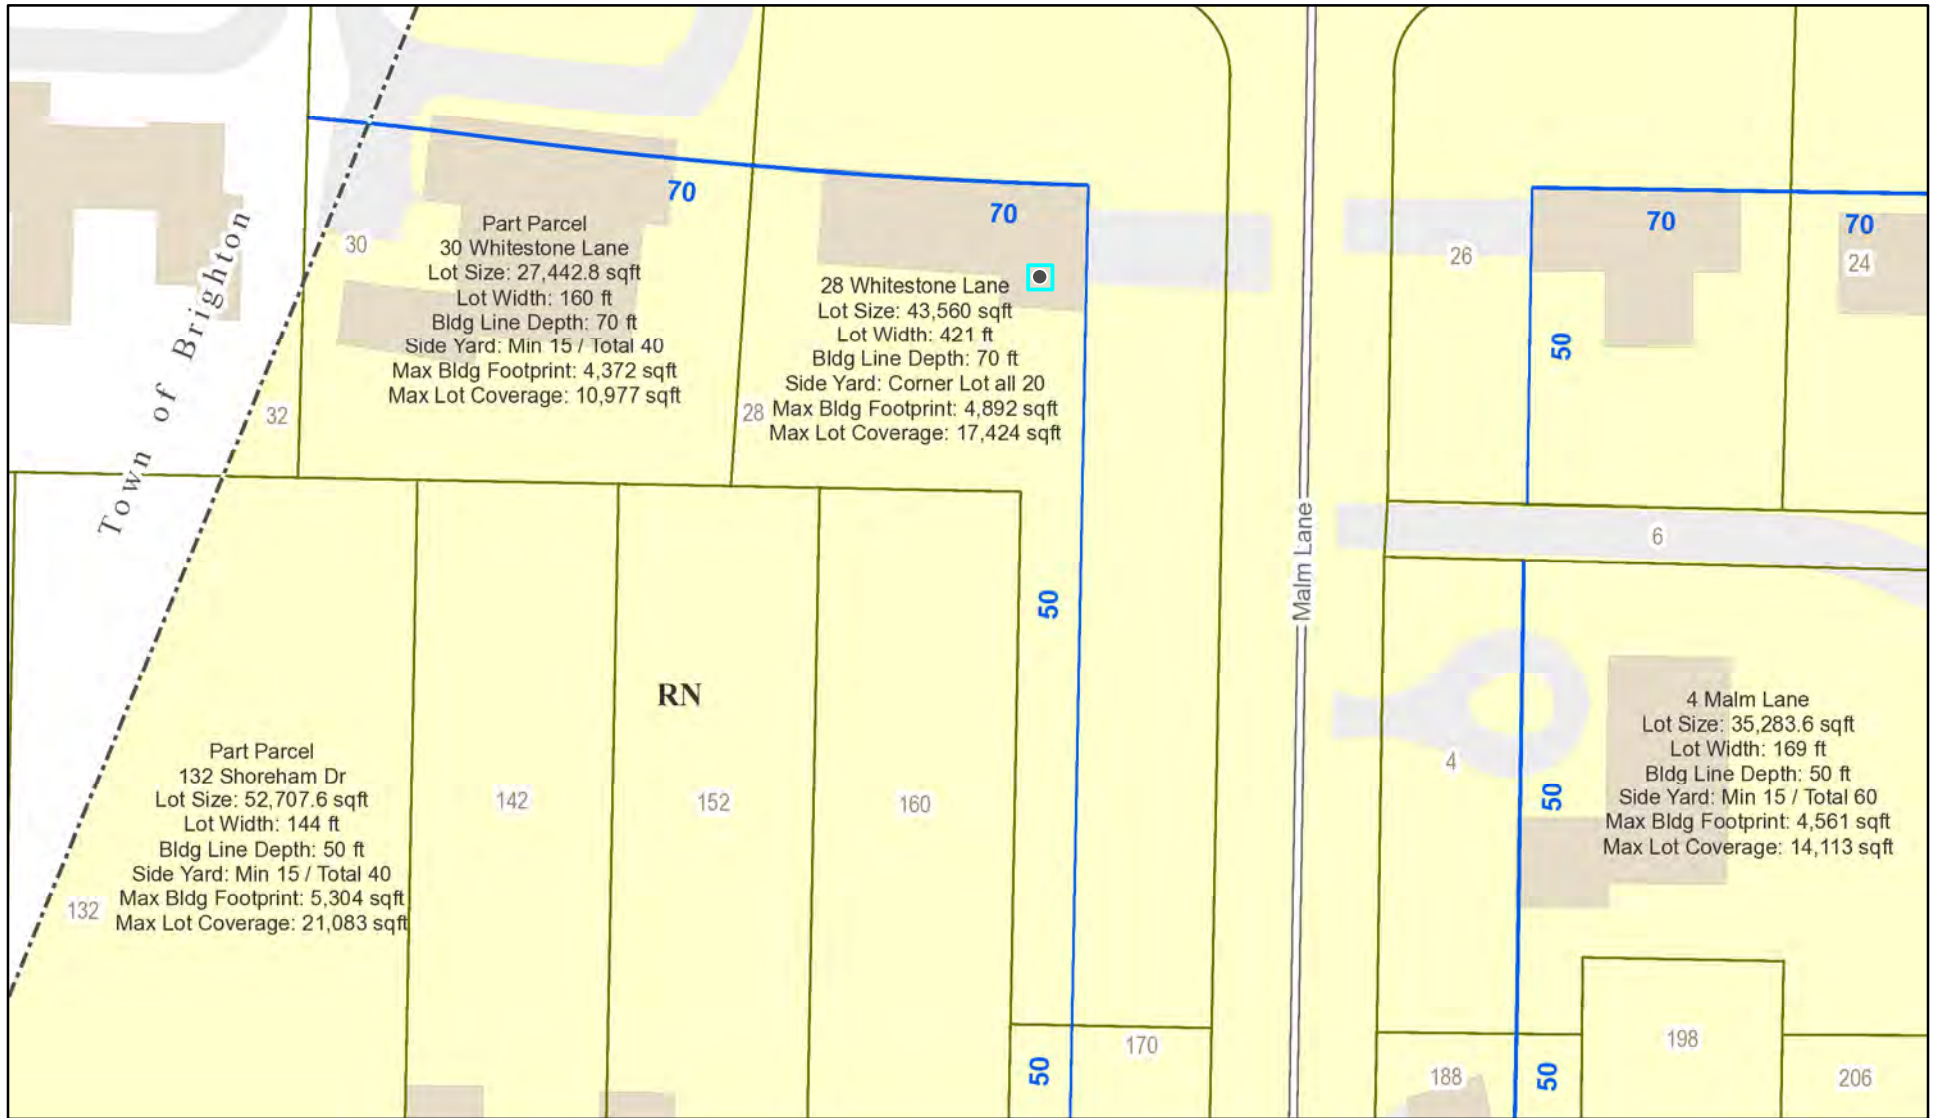 70
70
70
70
Town of Brighton
30
Part Parcel
30 Whitestone Lane
Lot Size: 27,442.8 sqft
Lot Width: 160 ft
Bldg Line Depth: 70 ft
Side Yard: Min 15 / Total 40
Max Bldg Footprint: 4,372 sqft
Max Lot Coverage: 10,977 sqft
28 Whitestone Lane
Lot Size: 43,560 sqft
Lot Width: 421 ft
Bldg Line Depth: 70 ft
Side Yard: Corner Lot all 20
Max Bldg Footprint: 4,892 sqft
Max Lot Coverage: 17,424 sqft
26
24
50
32
28
6
Malm Lane
50
RN
Part Parcel
132 Shoreham Dr
Lot Size: 52,707.6 sqft
Lot Width: 144 ft
Bldg Line Depth: 50 ft
Side Yard: Min 15 / Total 40
Max Bldg Footprint: 5,304 sqft
Max Lot Coverage: 21,083 sqft
132
142
152
160
4
50
4 Malm Lane
Lot Size: 35,283.6 sqft
Lot Width: 169 ft
Bldg Line Depth: 50 ft
Side Yard: Min 15 / Total 60
Max Bldg Footprint: 4,561 sqft
Max Lot Coverage: 14,113 sqft
50
170
188
50
198
206